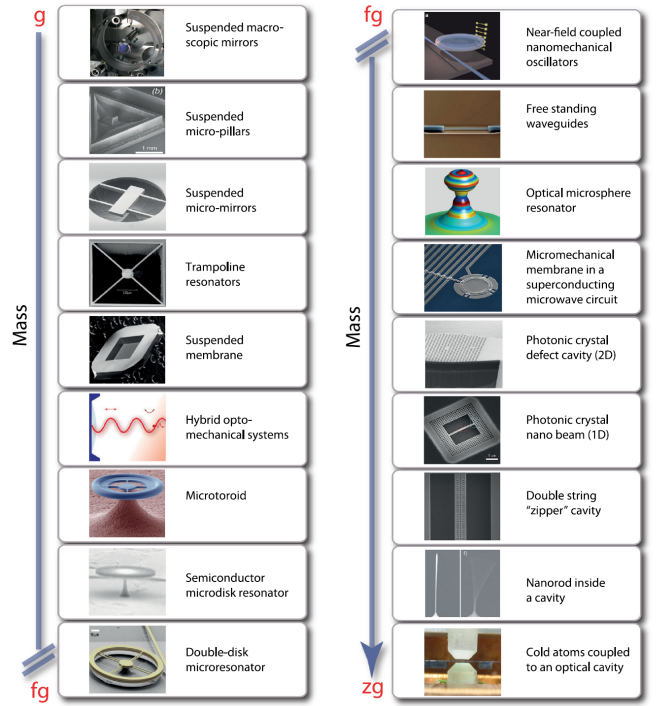 g
Suspended macro-
scopic mirrors
(b)
1 mm
Suspended
micro-pillars
Suspended
micro-mirrors
Trampoline
resonators
Suspended
membrane
Hybrid opto-
mechanical systems
Microtoroid
Semiconductor
microdisk resonator
Double-disk
microresonator
Mass
fg
fg
a
Near-field coupled
nanomechanical
oscillators
Free standing
waveguides
Optical microsphere
resonator
Micromechanical
membrane in a
superconducting
microwave circuit
Photonic crystal
defect cavity (2D)
Photonic crystal
nano beam (1D)
Double string
"zipper" cavity
Nanorod inside
a cavity
Cold atoms coupled
to an optical cavity
Mass
zg